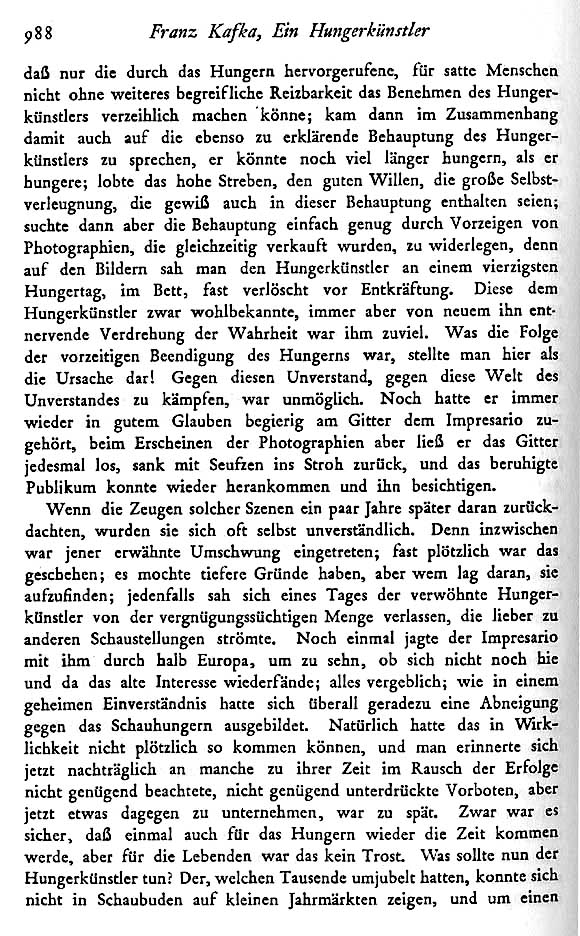 988 Franz Kafka, Ein Hungerkünstler
daß nur die durch das Hungern hervorgerufene, für satte Menschen
nicht ohne weiteres begreifliche Reizbarkeit das Benehmen des Hunger-
künstlers verzeihlich machen könne; kam dann im Zusammenhang
damit auch auf die ebenso zu erklärende Behauptung des Hunger-
künstlers zu sprechen, er könnte noch viel länger hungern, als er
hungere; lobte das hohe Streben, den guten Willen, die große Selbst-
verleugnung, die gewiß auch in dieser Behauptung enthalten seien;
suchte dann aber die Behauptung einfach genug durch Vorzeigen von
Photographien, die gleichzeitig verkauft wurden, zu widerlegen, denn
auf den Bildern sah man den Hungerkünstler an einem vierzigsten
Hungertag, im Bett, fast verlöscht vor Entkräftung. Diese dem
Hungerkünstler zwar wohlbekannte, immer aber von neuem ihn ent-
nervende Verdrehung der Wahrheit war ihm zuviel. Was die Folge
der vorzeitigen Beendigung des Hungerns war, stellte man hier als
die Ursache dar! Gegen diesen Unverstand, gegen diese Welt des
Unverstandes zu kämpfen, war unmöglich. Noch hatte er immer
wieder in gutem Glauben begierig am Gitter dem Impresario zu-
gehört, beim Erscheinen der Photographien aber ließ er das Gitter
jedesmal los, sank mit Seufzen ins Stroh zurück, und das beruhigte
Publikum konnte wieder herankommen und ihn besichtigen.
Wenn die Zeugen solcher Szenen ein paar Jahre später daran zurück-
dachten, wurden sie sich oft selbst unverständlich. Denn inzwischen
war jener erwähnte Umschwung eingetreten; fast plötzlich war das
geschehen; es mochte tiefere Gründe haben, aber wem lag daran, sie
aufzufinden; jedenfalls sah sich eines Tages der verwöhnte Hunger-
künstler von der vergnügungssüchtigen Menge verlassen, die lieber zu
anderen Schaustellungen strömte. Noch einmal jagte der Impresario
mit ihm durch halb Europa, um zu sehn, ob sich nicht noch hie
und da das alte Interesse wiederfände; alles vergeblich; wie in einem
geheimen Einverständnis hatte sich überall geradezu eine Abneigung
gegen das Schauhungern ausgebildet. Natürlich hatte das in Wirk-
lichkeit nicht plötzlich so kommen können, und man erinnerte sich
jetzt nachträglich an manche zu ihrer Zeit im Rausch der Erfolge
nicht genügend beachtete, nicht genügend unterdrückte Vorboten, aber
jetzt etwas dagegen zu unternehmen, war zu spät. Zwar war es
sicher, daß einmal auch für das Hungern wieder die Zeit kommen
werde, aber für die Lebenden war das kein Trost. Was sollte nun der
Hungerkünstler tun? Der, welchen Tausende umjubelt hatten, konnte sich
nicht in Schaubuden auf kleinen Jahrmärkten zeigen, und um einen